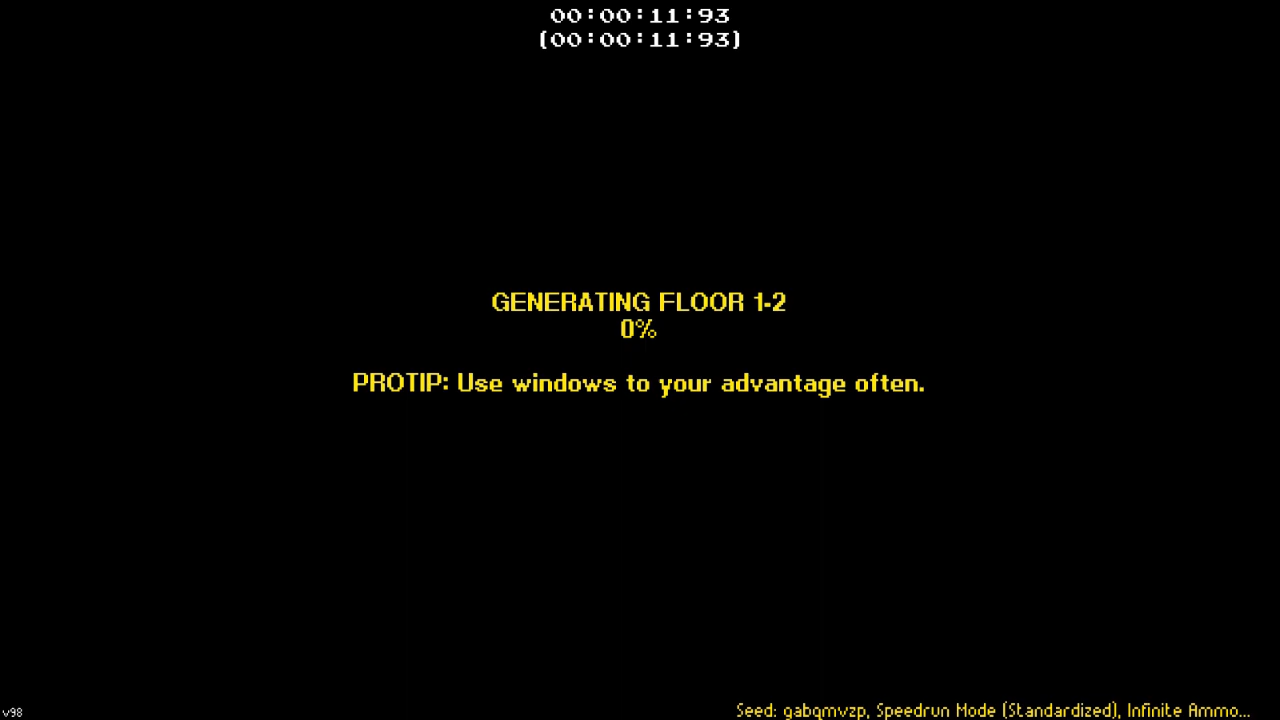 00:00:11:93
(00:00:11:93)
GENERATING FLOOR 1-2
0%
PROTIP: Use windows to your advantage often.
v98
Seed: gabqmvzp, Speedrun Mode (Standardized), Infinite Ammo...